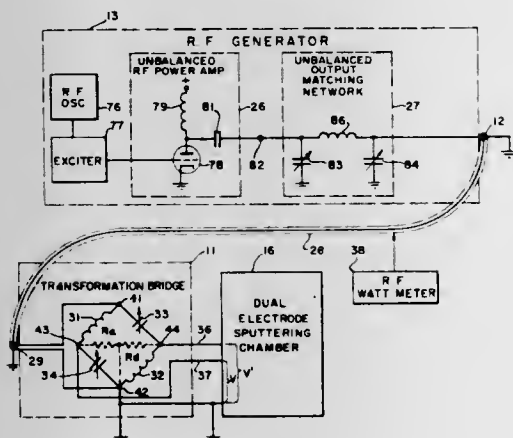 13
R F GENERATOR
UNBALANCED
RF POWER AMP
UNBALANCED
OUTPUT
MATCHING
NETWORK
R F
OSC
76
77
EXCITER
79
+
81
26
82
78
86
83
84
27
12
11
16
26
38
R F
WATT METER
TRANSFORMATION BRIDGE
41
33
31
43
44
36
Ra
Rd
29
34
32
37
42
V
V'
DUAL
ELECTRODE
SPUTTERING
CHAMBER